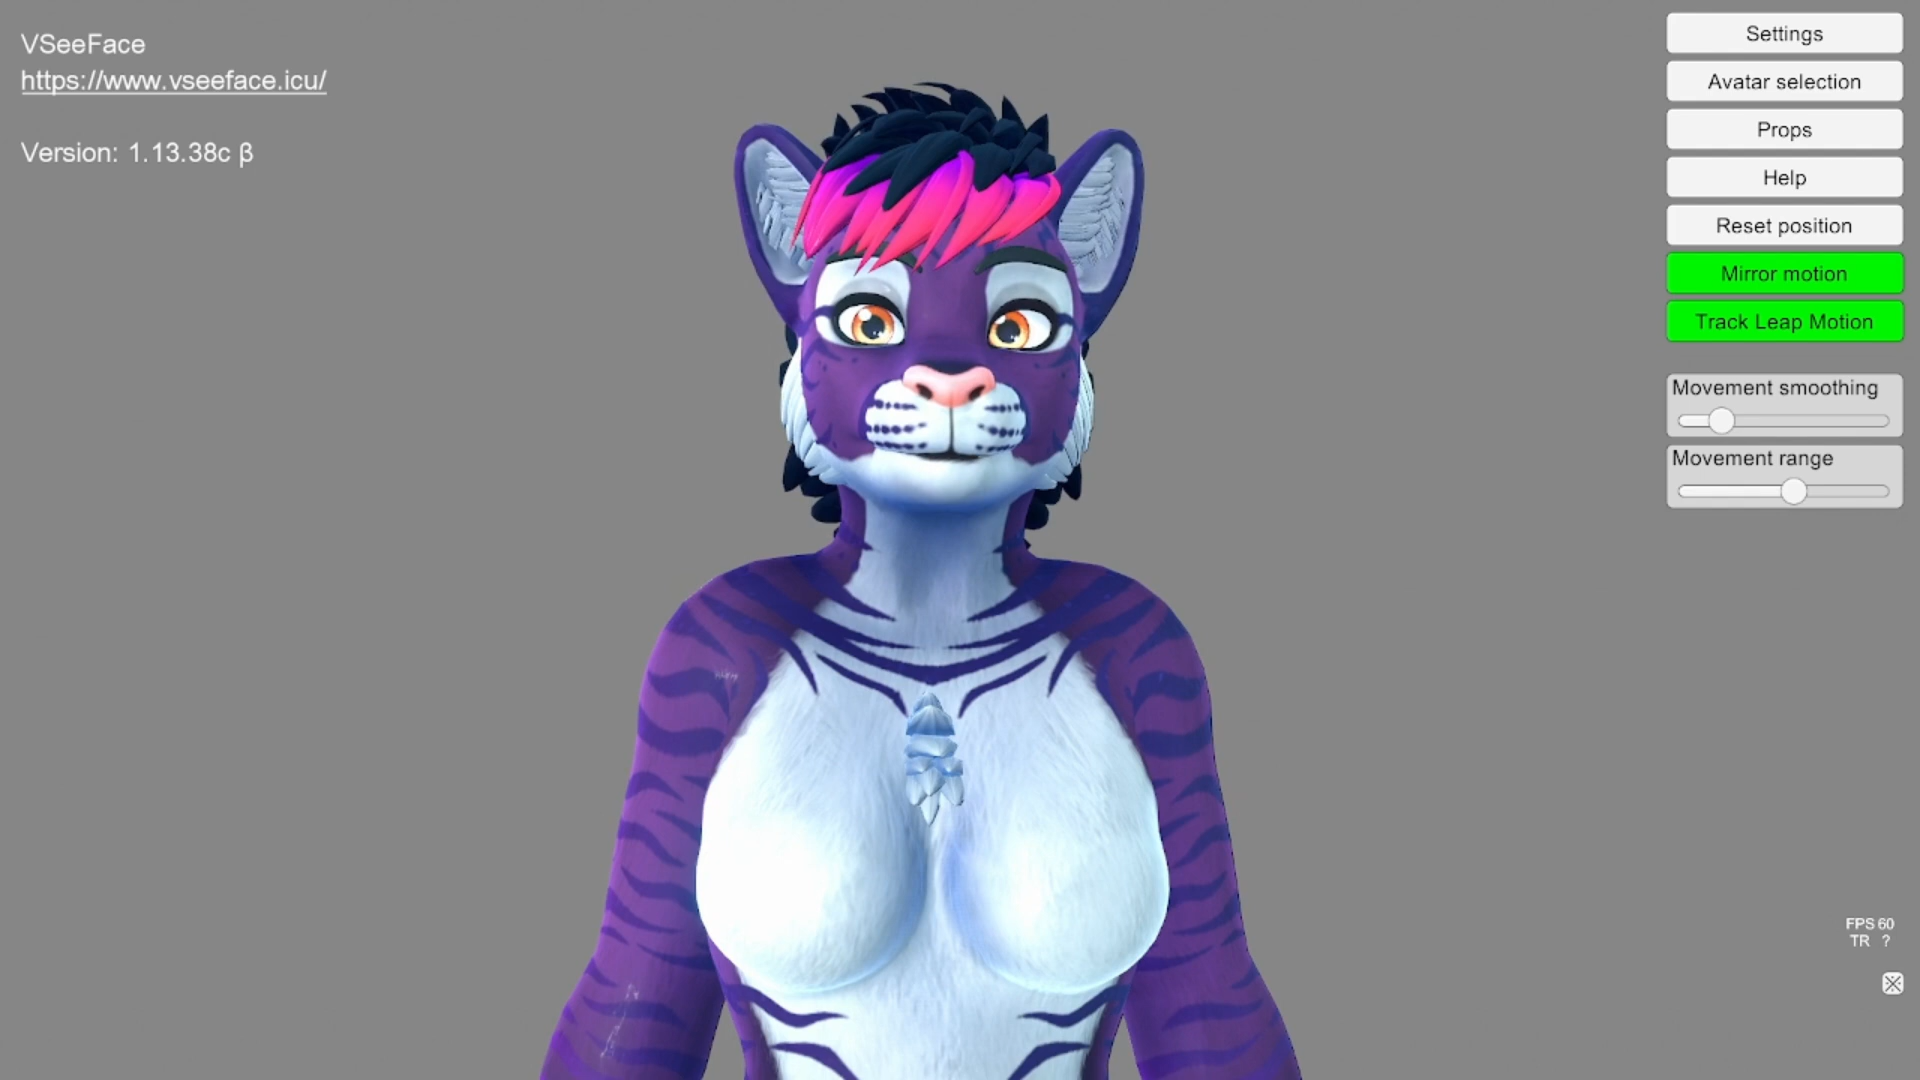 VSeeFace
https://www.vseeface.icu/
Version: 1.13.38c β
Settings
Avatar selection
Props
Help
Reset position
Mirror motion
Track Leap Motion
Movement smoothing
Movement range
FPS 60
TR ?